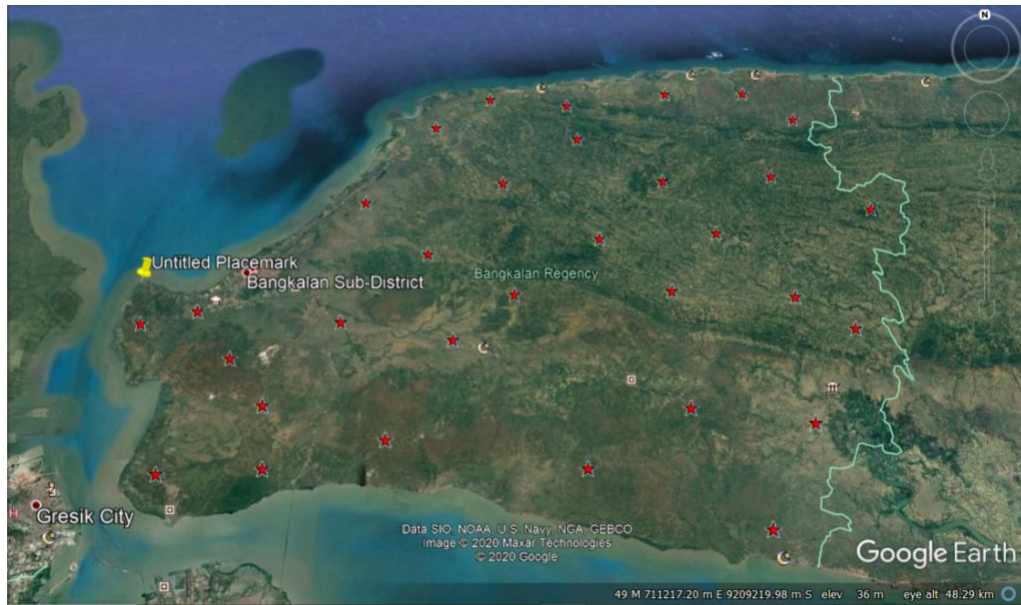 N
Untitled Placemark
Bangkalan Sub-District
Bangkalan Regency
H
Gresik City
Data SIO, NOAA, U.S. Navy, NGA, GEBCO
Image © 2020 Maxar Technologies
© 2020 Google
Google Earth
49 M 711217.20 m E 9209219.98 m S elev 36 m eye alt 48.29 km